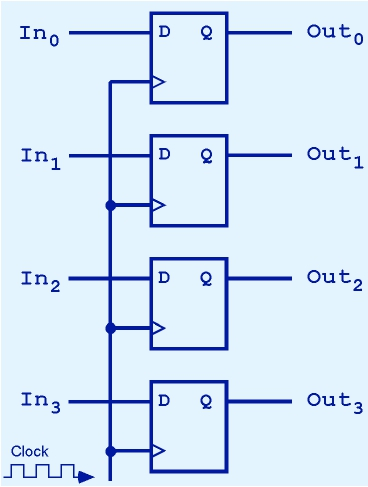 In0 D Q Out0
In1 D Q Out1
In2 D Q Out2
In3 D Q Out3
Clock